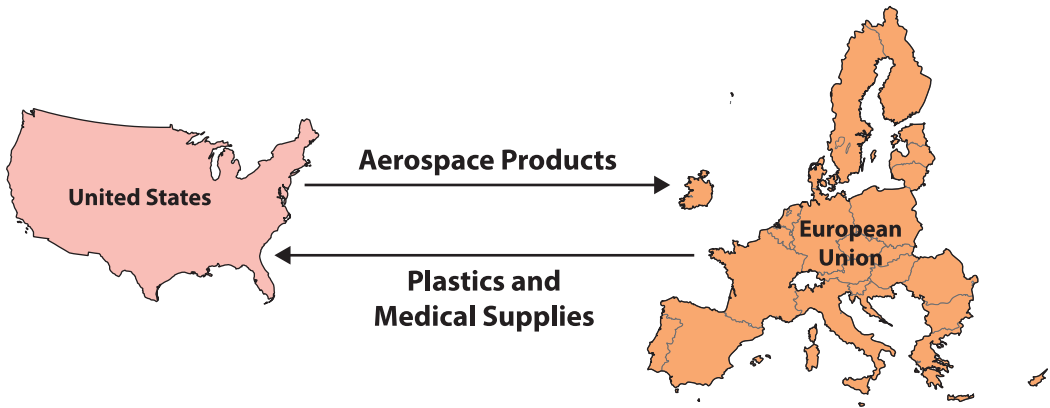 United States
Aerospace Products
Plastics and
Medical Supplies
European
Union